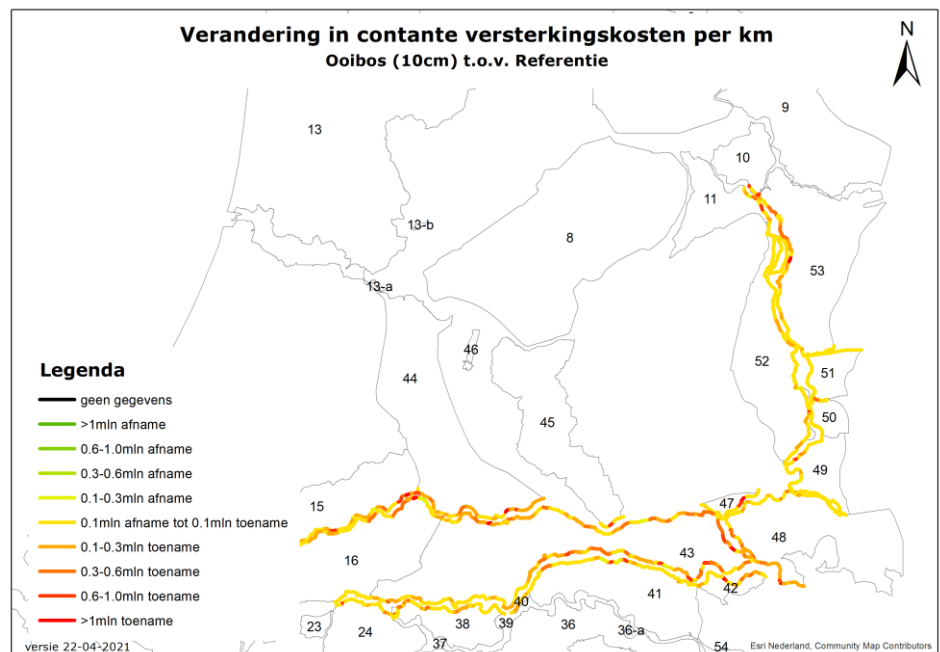 Verandering in contante versterkingskosten per km
Ooibos (10cm) t.o.v. Referentie
N
9
13
10
11
13-b
8
53
13-a
46
52
44
51
45
50
49
15
47
48
16
43
42
41
40
23
24
38
39
36
36-a
37
54
Legenda
geen gegevens
>1mln afname
0.6-1.0mln afname
0.3-0.6mln afname
0.1-0.3mln afname
0.1mln afname tot 0.1mln toename
0.1-0.3mln toename
0.3-0.6mln toename
0.6-1.0mln toename
>1mln toename
versie 22-04-2021
Esri Nederland, Community Map Contributors